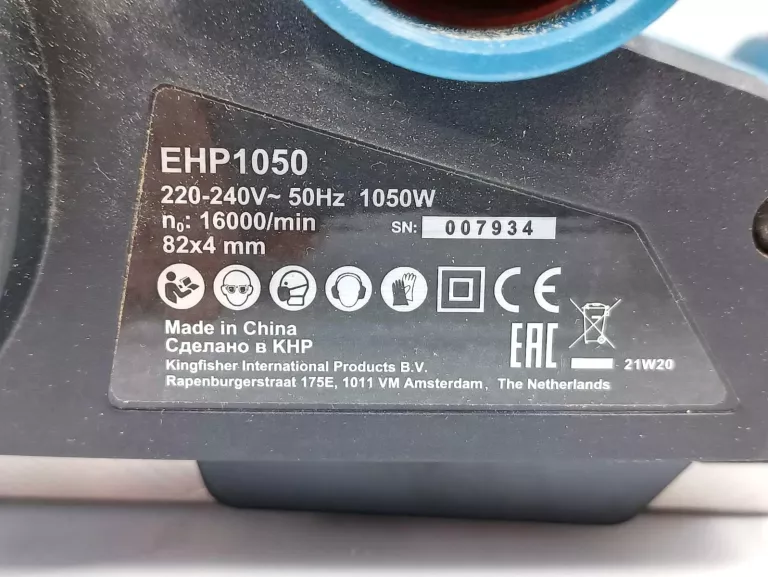 EHP1050
220-240V~ 50Hz 1050W
n₀: 16000/min
SN: 007934
82x4 mm
CE
Made in China
Сделано в КНР
EAC
21W20
Kingfisher International Products B.V.
Rapenburgerstraat 175E, 1011 VM Amsterdam, The Netherlands